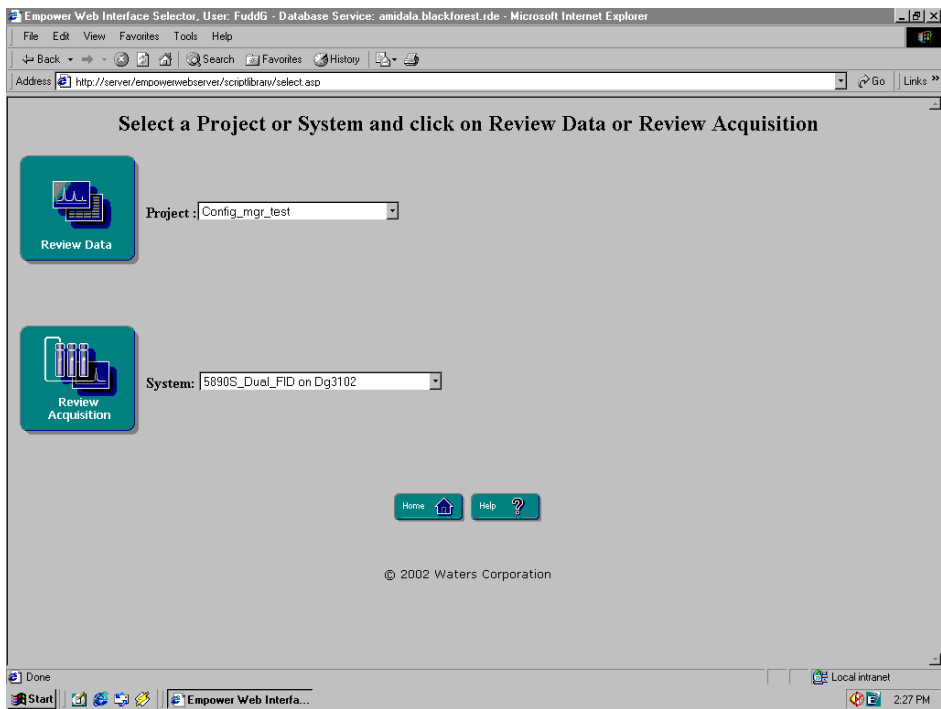 Empower Web Interface Selector, User: FuddG - Database Service: amidala.blackforest.rde - Microsoft Internet Explorer
File Edit View Favorites Tools Help
Back Search Favorites History
Address http://server/empowerwebserver/scriptlibrary/select.asp Go Links »
Select a Project or System and click on Review Data or Review Acquisition
Review Data
Project : Config_mgr_test
Review
Acquisition
System: 5890S_Dual_FID on Dg3102
Home Help ?
© 2002 Waters Corporation
Done Local intranet
Start Empower Web Interfa... 2:27 PM